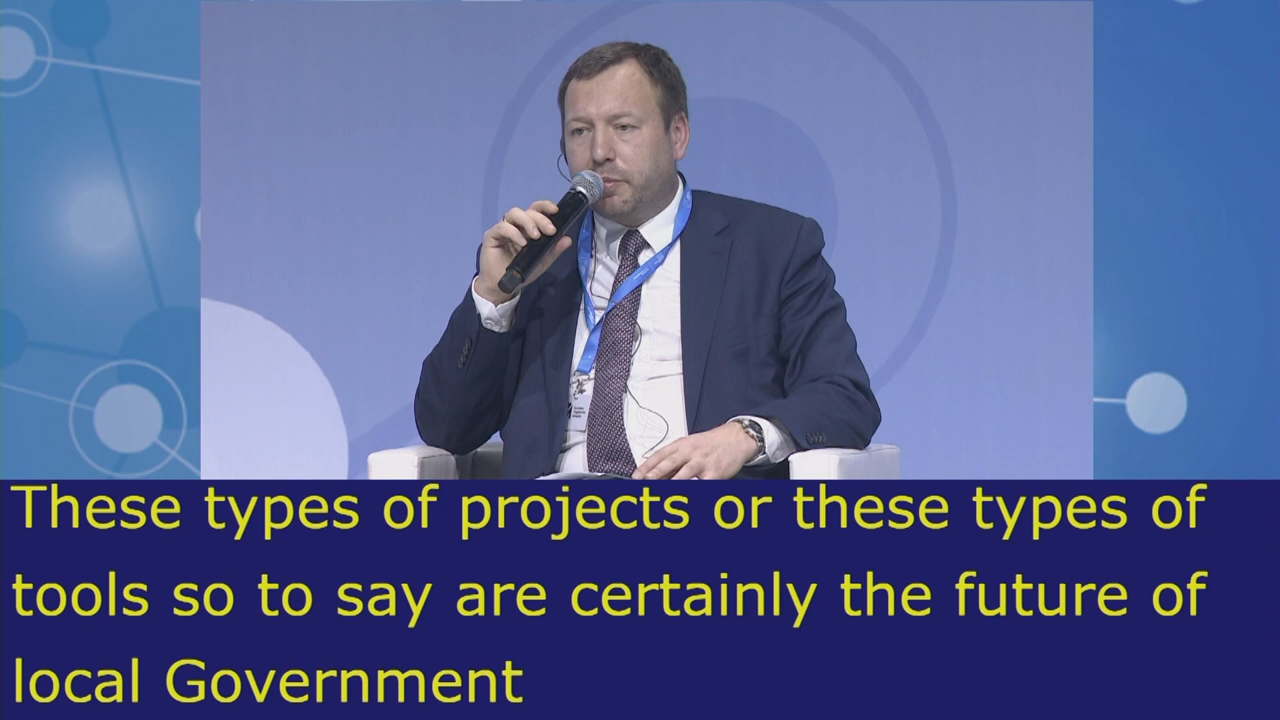 These types of projects or these types of
tools so to say are certainly the future of
local Government